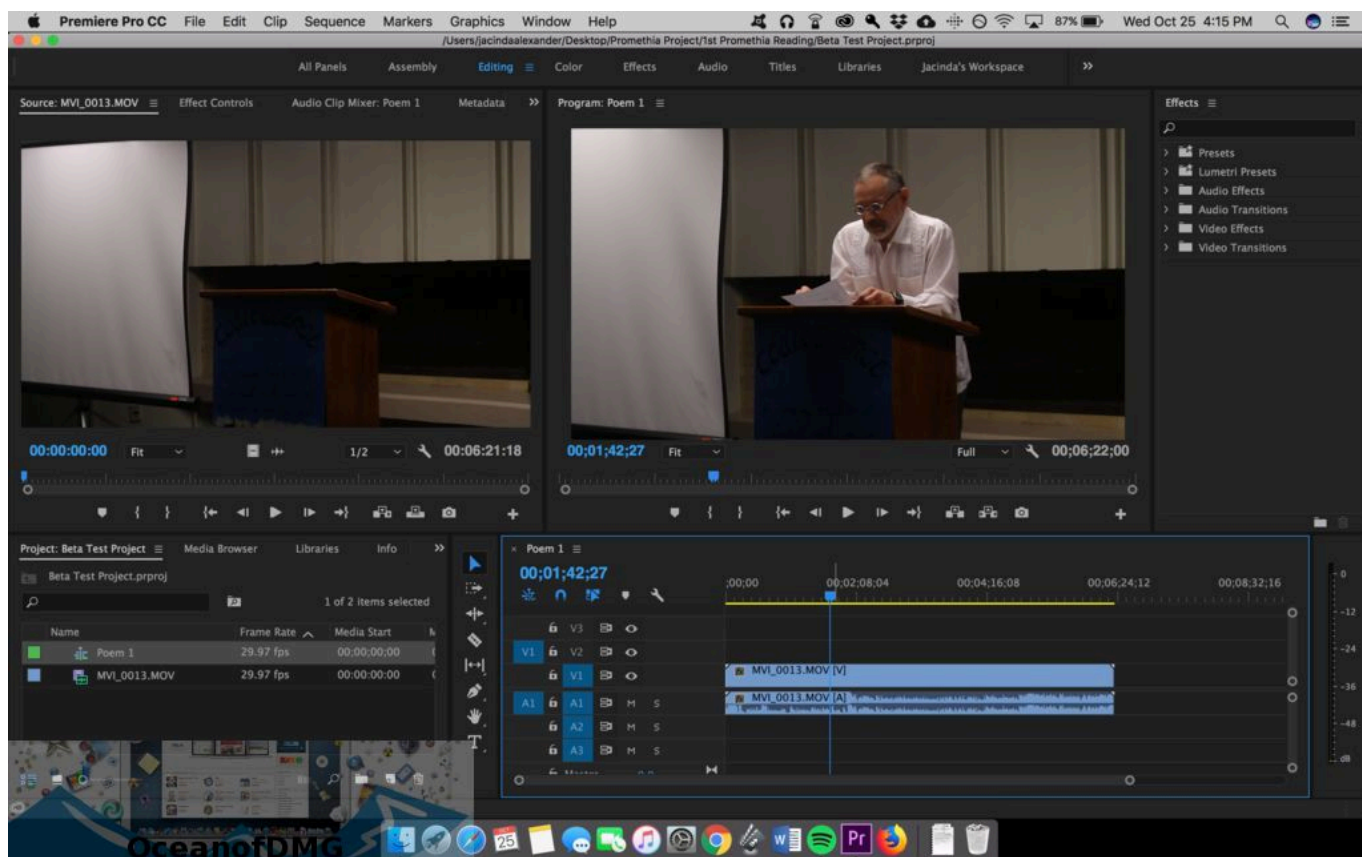 Premiere Pro CC File Edit Clip Sequence Markers Graphics Window Help 87% Wed Oct 25 4:15 PM
/Users/jacindaalexander/Desktop/Promethia Project/1st Promethia Reading/Beta Test Project.prproj
All Panels Assembly Editing Color Effects Audio Titles Libraries Jacinda's Workspace
Source: MVI_0013.MOV Effect Controls Audio Clip Mixer: Poem 1 Metadata Program: Poem 1 Effects
Presets
Lumetri Presets
Audio Effects
Audio Transitions
Video Effects
Video Transitions
00:00:00:00 Fit 1/2 00:06:21:18 00;01;42;27 Fit Full 00;06;22;00
Project: Beta Test Project Media Browser Libraries Info Poem 1
Beta Test Project.prproj 00;01;42;27
;00;00 00;02;08;04 00;04;16;08 00;06;24;12 00;08;32;16
1 of 2 items selected
Name Frame Rate Media Start
Poem 1 29.97 fps 00;00;00;00
MVI_0013.MOV 29.97 fps 00:00:00:00
V3
V1 V2
V1 MVI_0013.MOV [V]
A1 A1 M S MVI_0013.MOV [A]
A2 M S
A3 M S
Master 0.0
0
-12
-24
-36
-48
dB
25 Pr
OceanofDMG